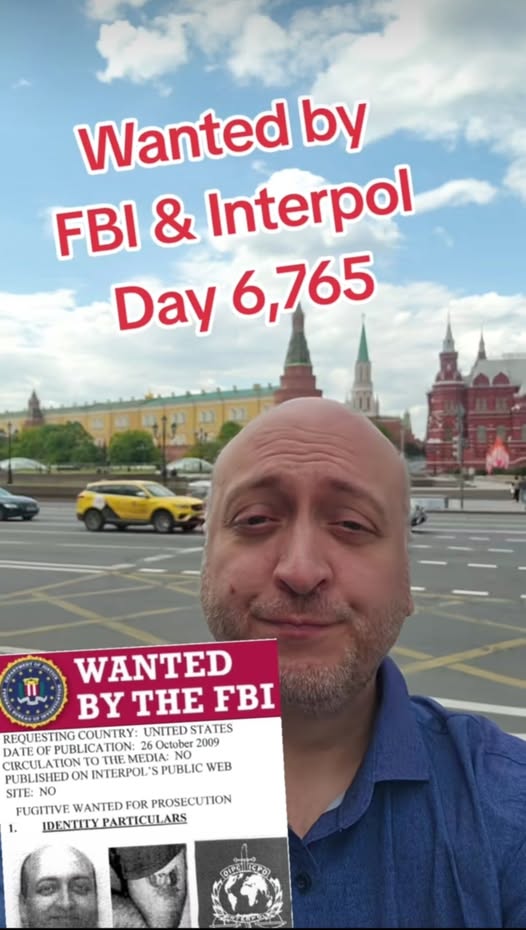 Wanted by
FBI & Interpol
Day 6,765
WANTED
BY THE FBI
REQUESTING COUNTRY: UNITED STATES
DATE OF PUBLICATION: 26 October 2009
CIRCULATION TO THE MEDIA: NO
PUBLISHED ON INTERPOL'S PUBLIC WEB
SITE: NO
FUGITIVE WANTED FOR PROSECUTION
1. IDENTITY PARTICULARS